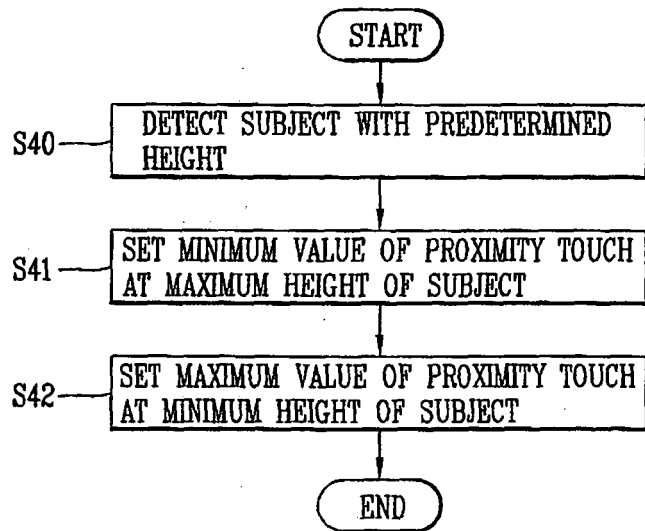 START
S40
DETECT SUBJECT WITH PREDETERMINED
HEIGHT
S41
SET MINIMUM VALUE OF PROXIMITY TOUCH
AT MAXIMUM HEIGHT OF SUBJECT
S42
SET MAXIMUM VALUE OF PROXIMITY TOUCH
AT MINIMUM HEIGHT OF SUBJECT
END